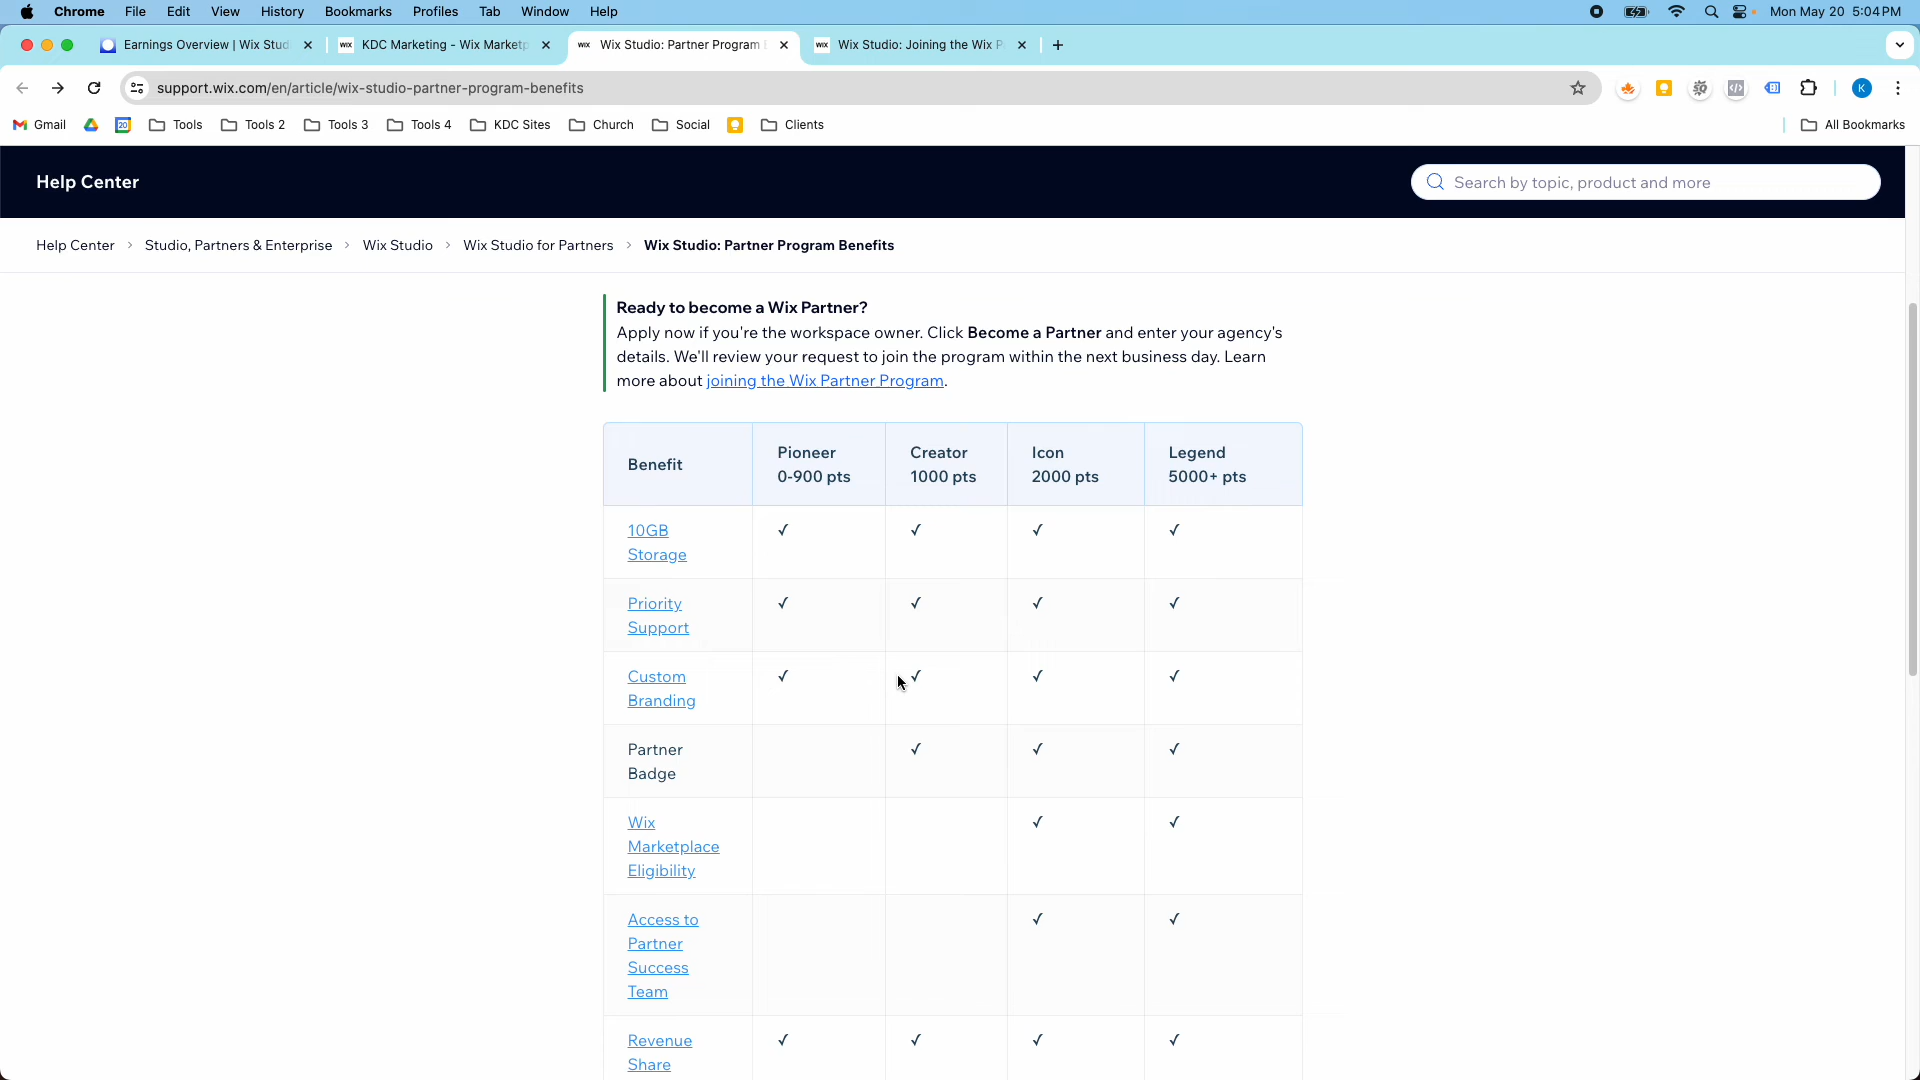 Chrome File Edit View History Bookmarks Profiles Tab Window Help Mon May 20 5:04 PM
Earnings Overview | Wix Stud
WIX KDC Marketing - Wix Marketp
WIX Wix Studio: Partner Program B
WIX Wix Studio: Joining the Wix P
support.wix.com/en/article/wix-studio-partner-program-benefits
K
Gmail 20 Tools Tools 2 Tools 3 Tools 4 KDC Sites Church Social Clients All Bookmarks
Help Center
Search by topic, product and more
Help Center > Studio, Partners & Enterprise > Wix Studio > Wix Studio for Partners > Wix Studio: Partner Program Benefits
Ready to become a Wix Partner?
Apply now if you're the workspace owner. Click Become a Partner and enter your agency's
details. We'll review your request to join the program within the next business day. Learn
more about joining the Wix Partner Program.
Benefit
Pioneer
0-900 pts
Creator
1000 pts
Icon
2000 pts
Legend
5000+ pts
10GB
Storage
✓ ✓ ✓ ✓
Priority
Support
✓ ✓ ✓ ✓
Custom
Branding
✓ ✓ ✓ ✓
Partner
Badge
✓ ✓ ✓
Wix
Marketplace
Eligibility
✓ ✓
Access to
Partner
Success
Team
✓ ✓
Revenue
Share
✓ ✓ ✓ ✓